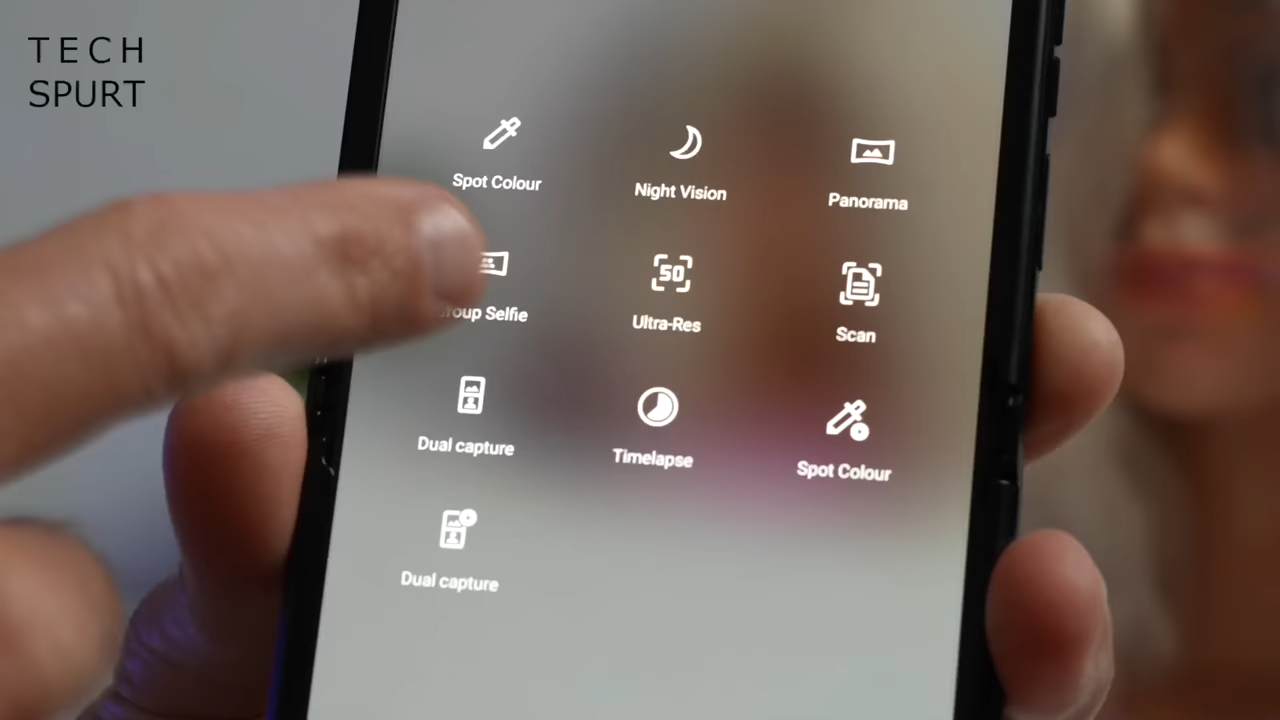 TECH
SPURT
Spot Colour
Night Vision
Panorama
Selfie
50
Ultra-Res
Scan
Dual capture
Timelapse
Spot Colour
Dual capture